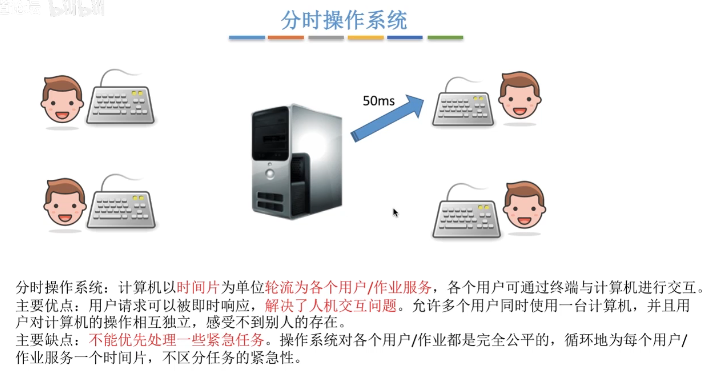 bilibili
分时操作系统
50ms
分时操作系统：计算机以时间片为单位轮流为各个用户/作业服务，各个用户可通过终端与计算机进行交互。
主要优点：用户请求可以被即时响应，解决了人机交互问题。允许多个用户同时使用一台计算机，并且用
户对计算机的操作相互独立，感受不到别人的存在。
主要缺点：不能优先处理一些紧急任务。操作系统对各个用户/作业都是完全公平的，循环地为每个用户/
作业服务一个时间片，不区分任务的紧急性。